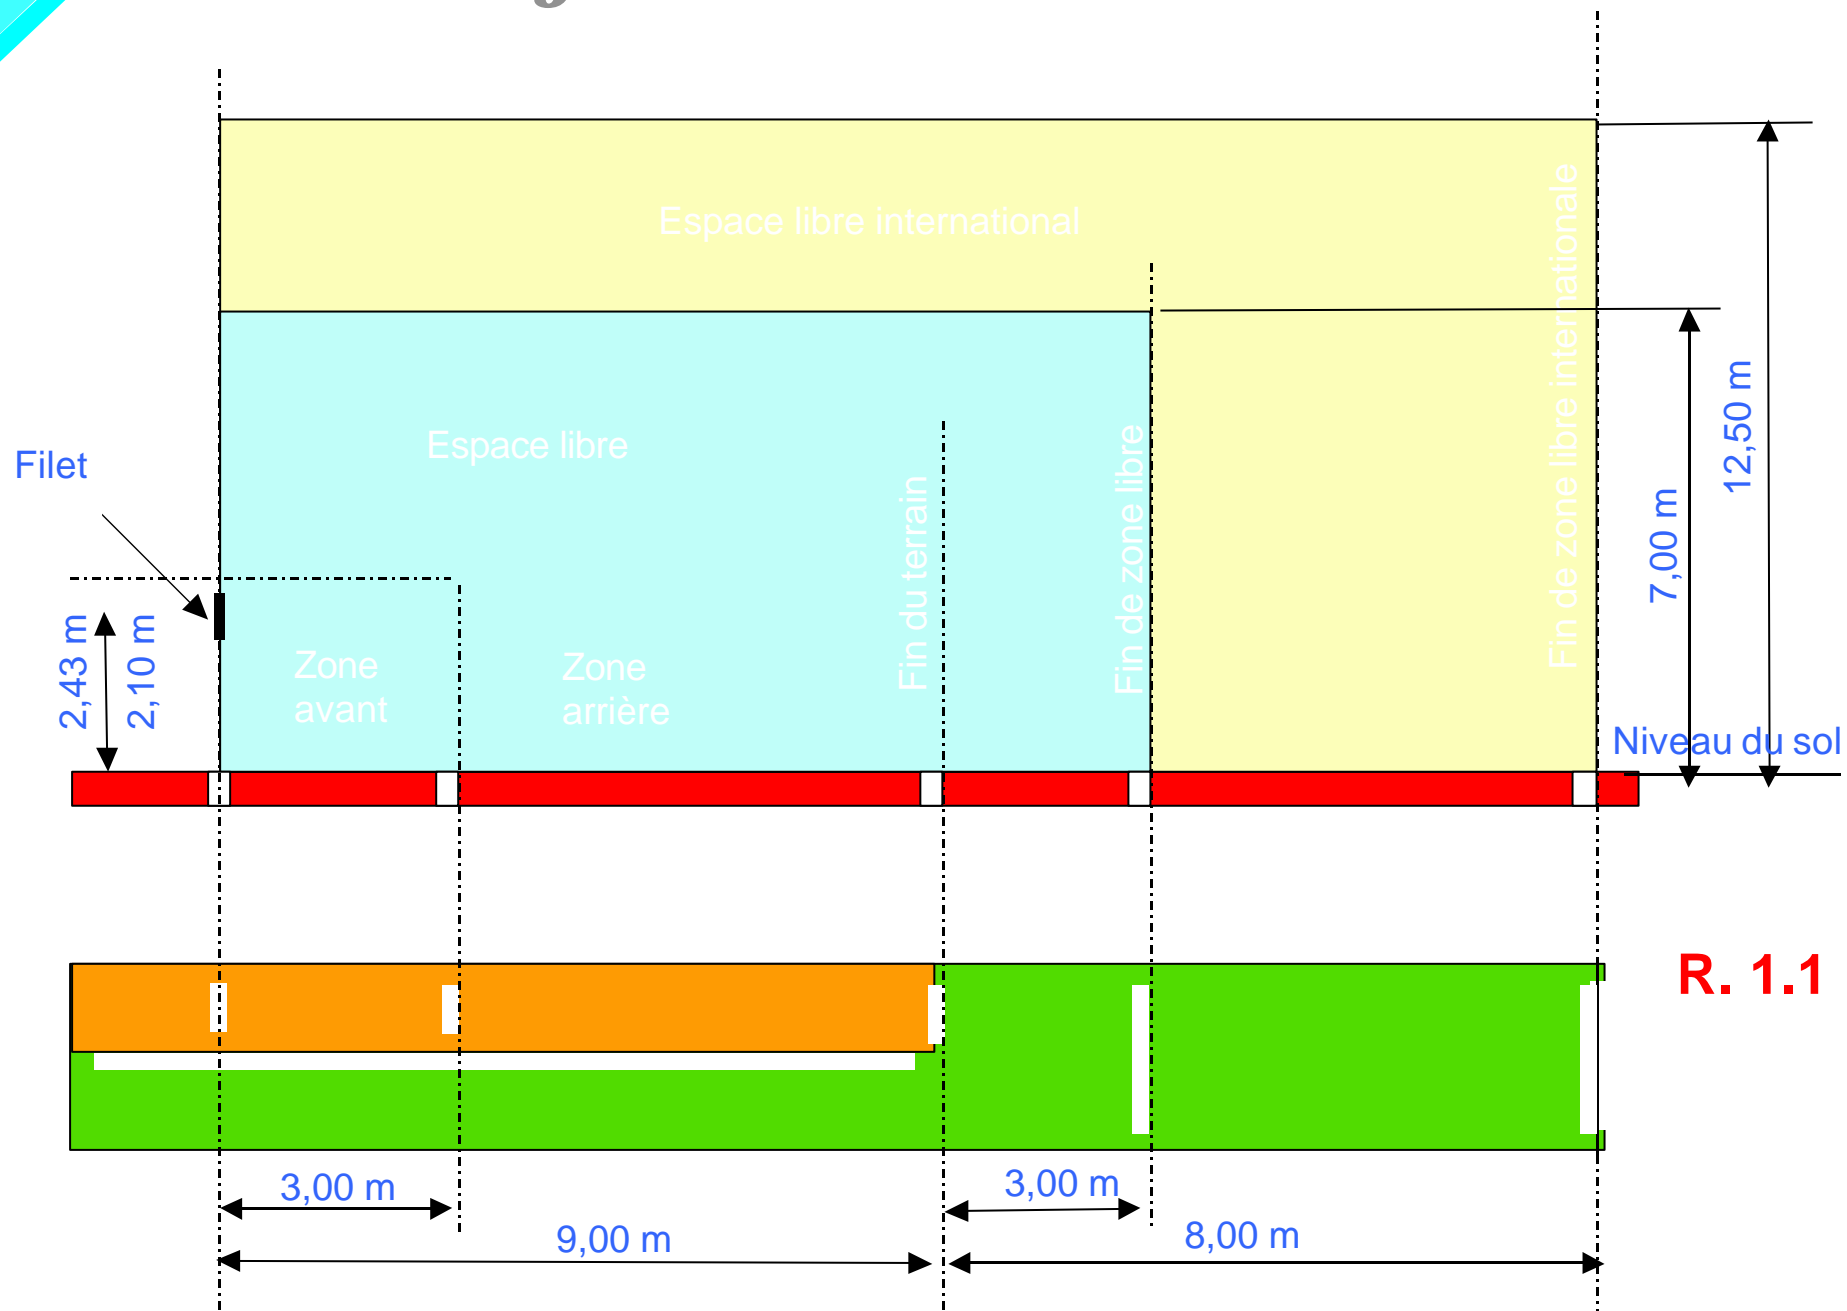 Espace libre international
Fin de zone libre internationale
12,50 m
7,00 m
Espace libre
Filet
Fin du terrain
Fin de zone libre
2,43 m
2,10 m
Zone
avant
Zone
arrière
Niveau du sol
R. 1.1
3,00 m
3,00 m
9,00 m
8,00 m